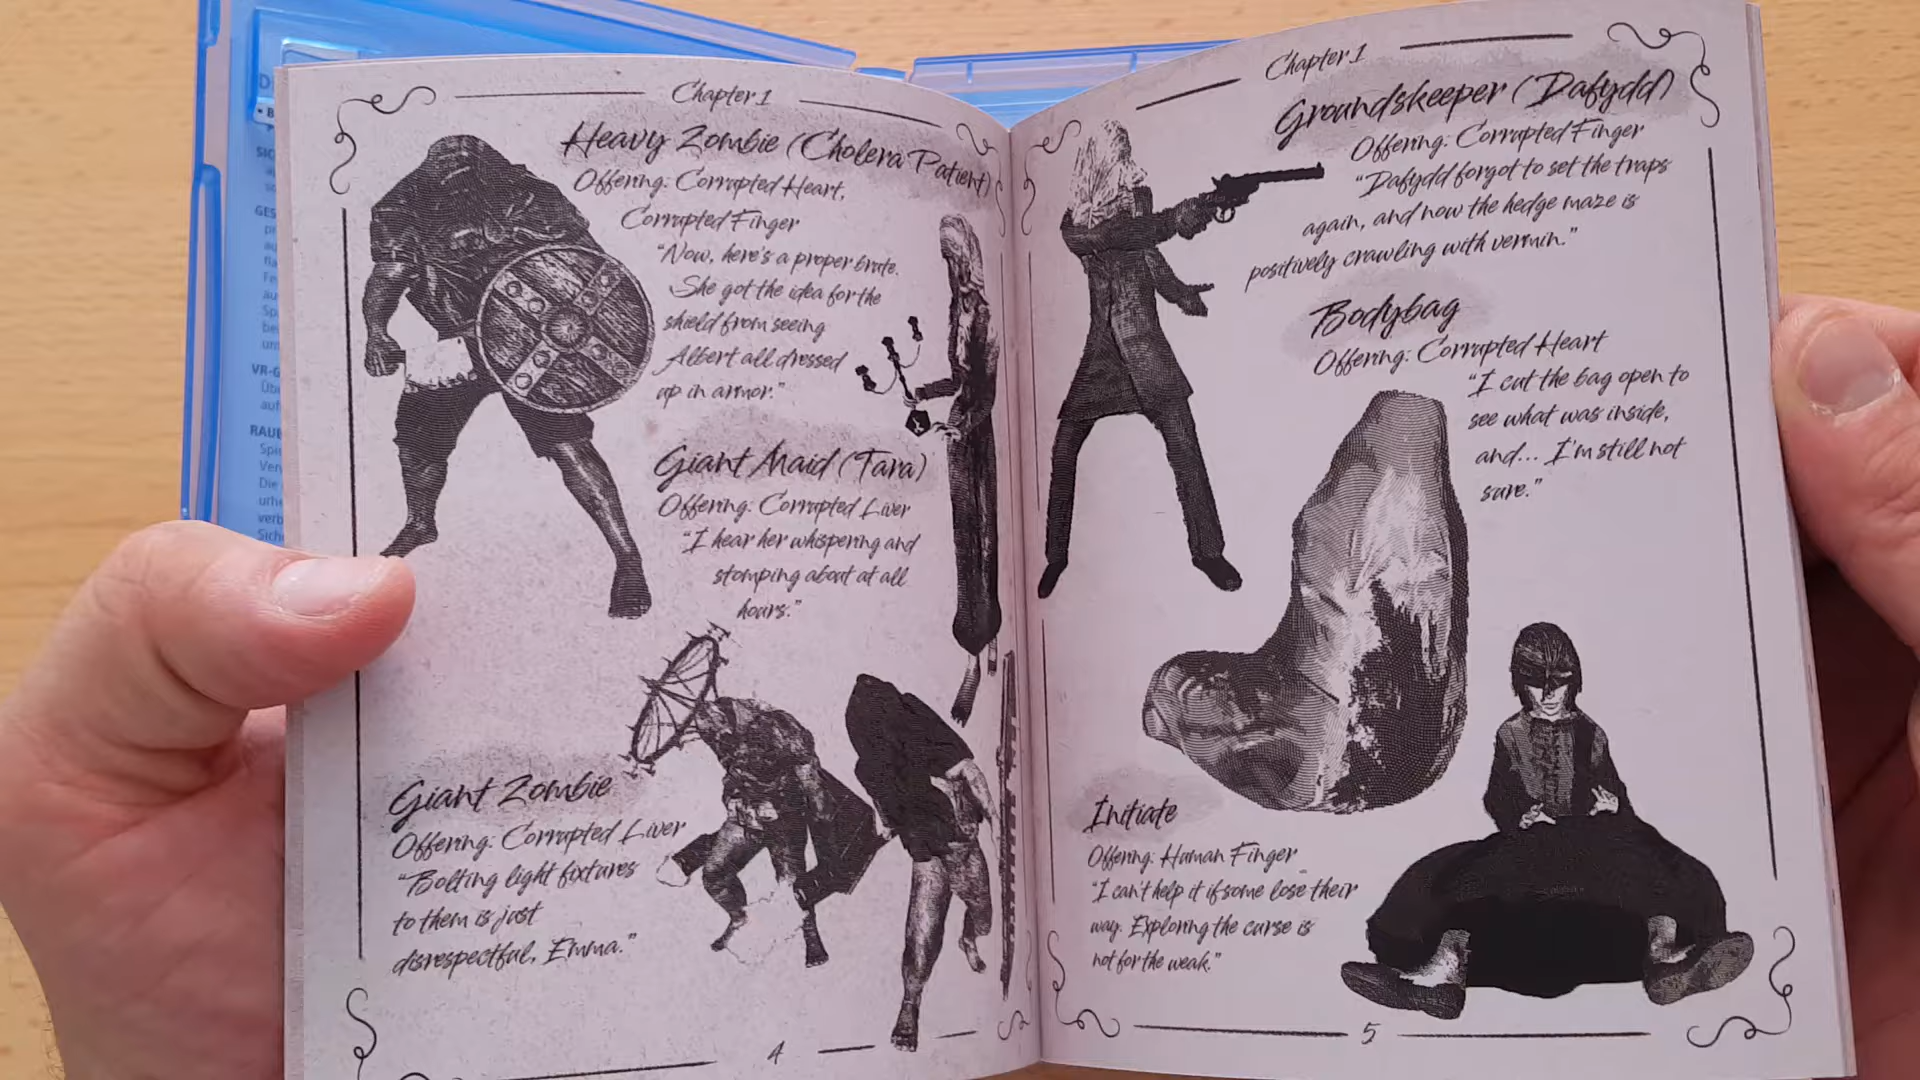 Chapter 1
Heavy Zombie (Cholera Patient)
Offering: Corrupted Heart,
Corrupted Finger
"Now, here's a proper brute.
She got the idea for the
shield from seeing
Albert all dressed
up in armor."
Giant Maid (Tara)
Offering: Corrupted Liver
"I hear her whispering and
stomping about at all
hours."
Giant Zombie
Offering: Corrupted Liver
"Bolting light fixtures
to them is just
disrespectful, Emma."
4
Chapter 1
Groundskeeper (Dafydd)
Offering: Corrupted Finger
"Dafydd forgot to set the traps
again, and now the hedge maze is
positively crawling with vermin."
Bodybag
Offering: Corrupted Heart
"I cut the bag open to
see what was inside,
and... I'm still not
sure."
Initiate
Offering: Human Finger
"I can't help it if some lose their
way. Exploring the curse is
not for the weak."
5